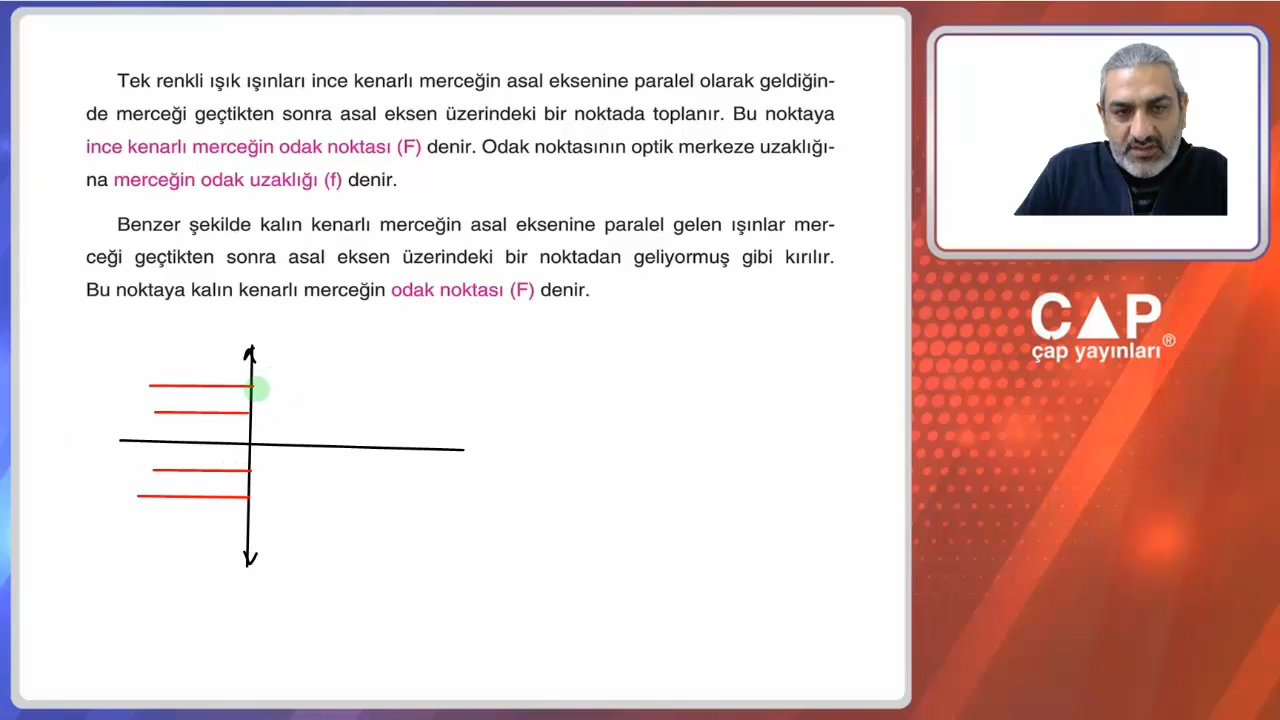 Tek renkli ışık ışınları ince kenarlı merceğin asal eksenine paralel olarak geldiğin-
de merceği geçtikten sonra asal eksen üzerindeki bir noktada toplanır. Bu noktaya
ince kenarlı merceğin odak noktası (F) denir. Odak noktasının optik merkeze uzaklığı-
na merceğin odak uzaklığı (f) denir.
Benzer şekilde kalın kenarlı merceğin asal eksenine paralel gelen ışınlar mer-
ceği geçtikten sonra asal eksen üzerindeki bir noktadan geliyormuş gibi kırılır.
Bu noktaya kalın kenarlı merceğin odak noktası (F) denir.
ÇAP
çap yayınları®